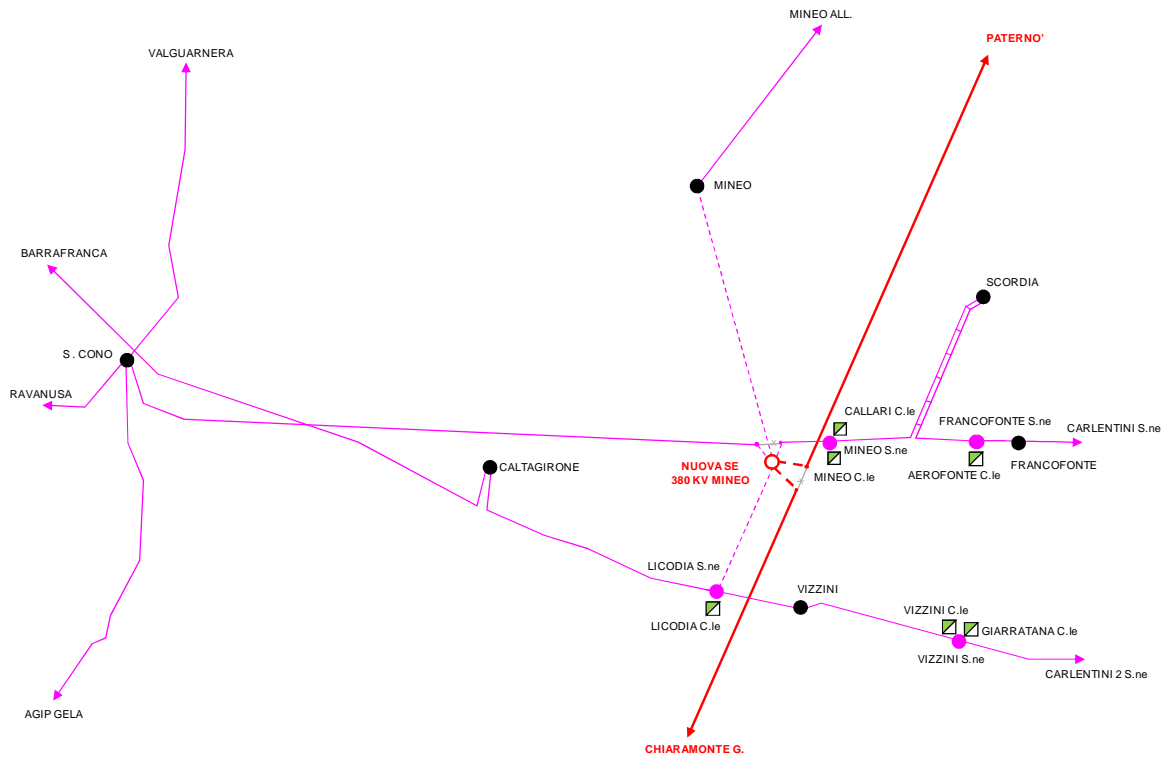 MINEO ALL.
PATERNO'
VALGUARNERA
MINEO
BARRAFRANCA
SCORDIA
S. CONO
RAVANUSA
CALLARI C.le
FRANCOFONTE S.ne
CARLENTINI S.ne
MINEO S.ne
NUOVA SE
380 KV MINEO
CALTAGIRONE
MINEO C.le
AEROFONTE C.le
FRANCOFONTE
LICODIA S.ne
VIZZINI
VIZZINI C.le
LICODIA C.le
GIARRATANA C.le
VIZZINI S.ne
CARLENTINI 2 S.ne
AGIP GELA
CHIARAMONTE G.